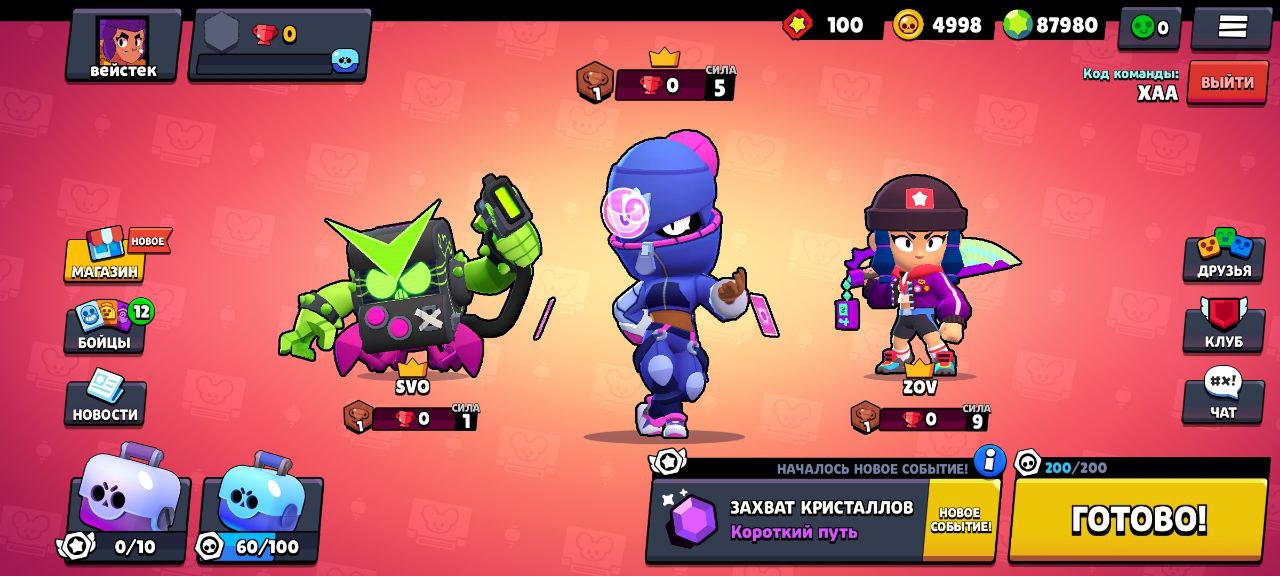 вейстек
0
100
4998
87980
0
Код команды:
ХАА
ВЫЙТИ
1
0
СИЛА
5
НОВОЕ
МАГАЗИН
12
БОЙЦЫ
НОВОСТИ
ДРУЗЬЯ
КЛУБ
#×!
ЧАТ
SVO
1
0
СИЛА
1
ZOV
1
0
СИЛА
9
0/10
60/100
НАЧАЛОСЬ НОВОЕ СОБЫТИЕ!
i
ЗАХВАТ КРИСТАЛЛОВ
Короткий путь
НОВОЕ
СОБЫТИЕ!
200/200
ГОТОВО!